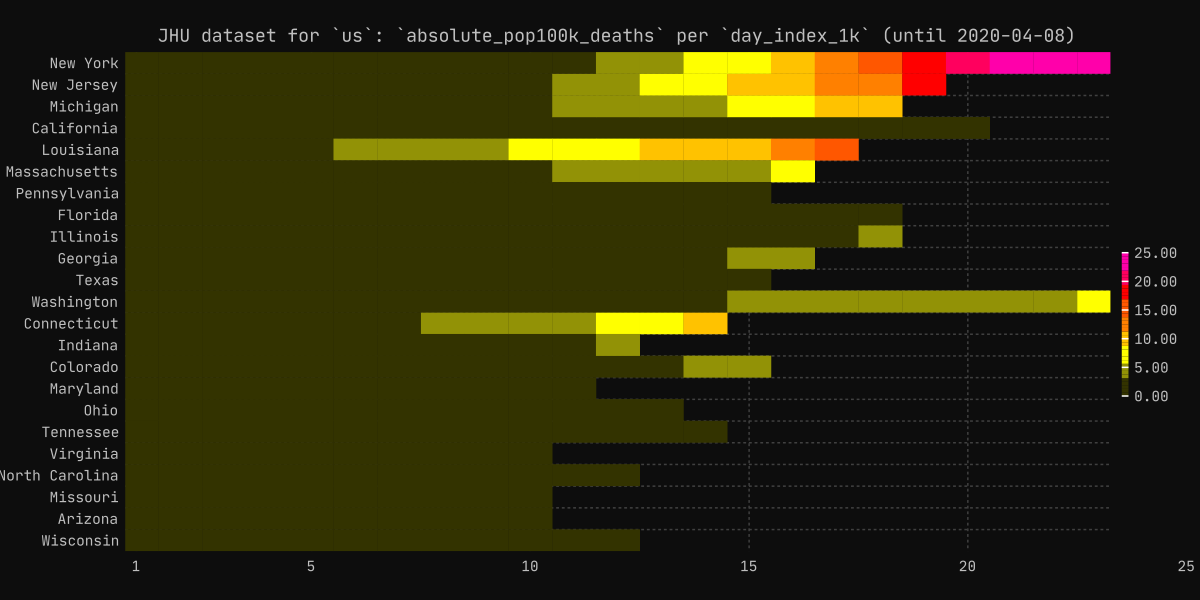 JHU dataset for `us`: `absolute_pop100k_deaths` per `day_index_1k` (until 2020-04-08)
New York
New Jersey
Michigan
California
Louisiana
Massachusetts
Pennsylvania
Florida
Illinois
Georgia
Texas
Washington
Connecticut
Indiana
Colorado
Maryland
Ohio
Tennessee
Virginia
North Carolina
Missouri
Arizona
Wisconsin
1 5 10 15 20 25
25.00
20.00
15.00
10.00
5.00
0.00